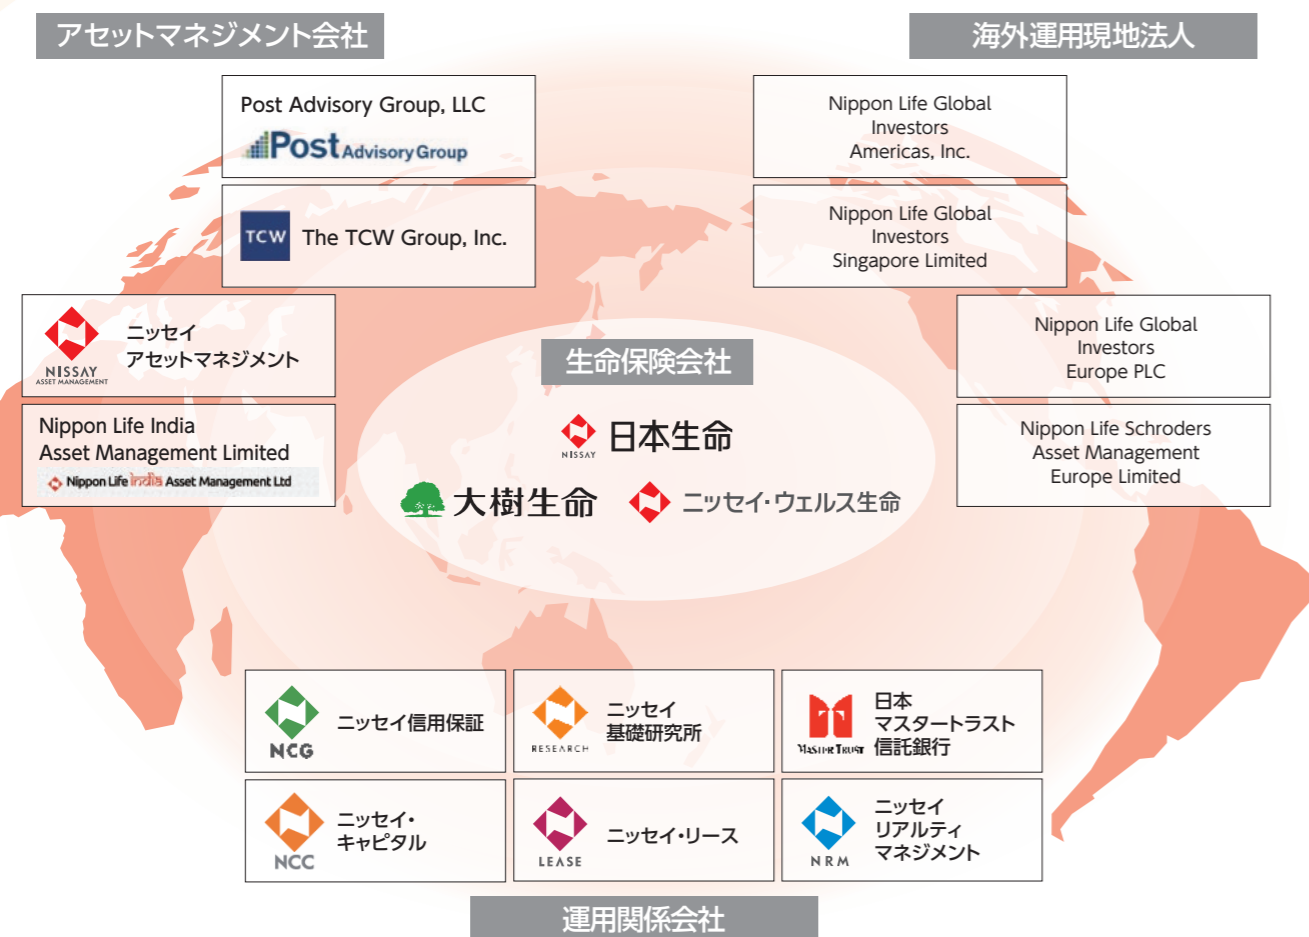 アセットマネジメント会社
海外運用現地法人
Post Advisory Group, LLC
Post Advisory Group
TCW
The TCW Group, Inc.
NISSAY
ASSET MANAGEMENT
ニッセイ
アセットマネジメント
Nippon Life India
Asset Management Limited
Nippon Life India Asset Management Ltd
Nippon Life Global
Investors
Americas, Inc.
Nippon Life Global
Investors
Singapore Limited
Nippon Life Global
Investors
Europe PLC
Nippon Life Schroders
Asset Management
Europe Limited
生命保険会社
NISSAY
日本生命
大樹生命
ニッセイ・ウェルス生命
NCG
ニッセイ信用保証
RESEARCH
ニッセイ
基礎研究所
MASTER TRUST
日本
マスタートラスト
信託銀行
NCC
ニッセイ・
キャピタル
LEASE
ニッセイ・リース
NRM
ニッセイ
リアルティ
マネジメント
運用関係会社